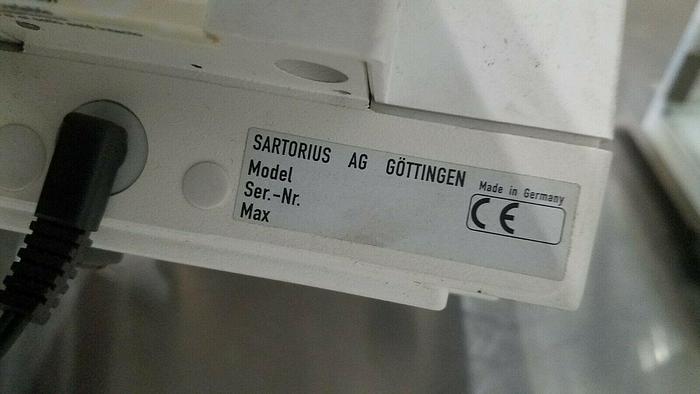 SARTORIUS AG GÖTTINGEN
Model
Ser.-Nr.
Max
Made in Germany
CE